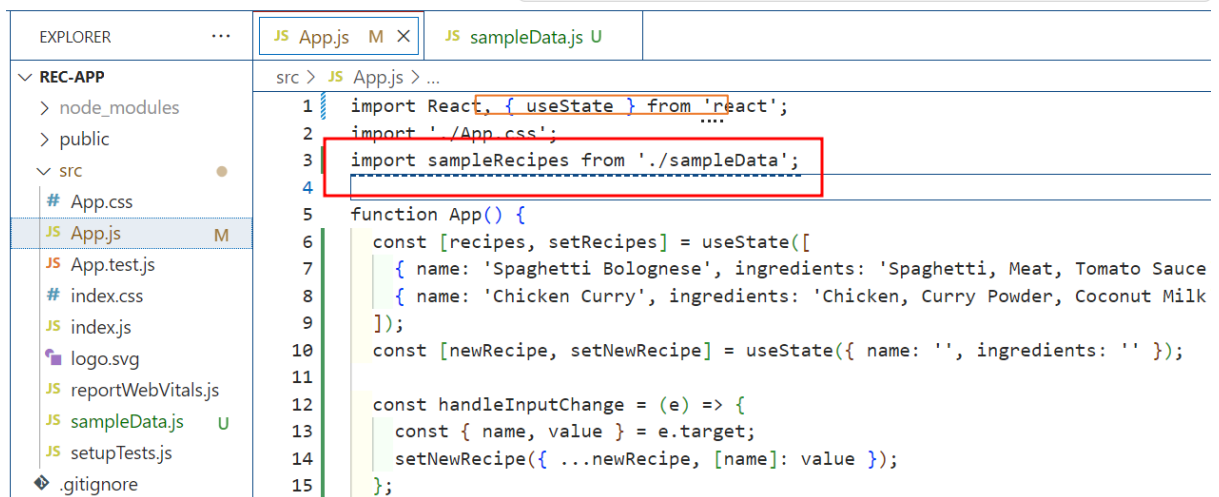 EXPLORER ...
REC-APP
node_modules
public
src
# App.css
JS App.js M
JS App.test.js
# index.css
JS index.js
logo.svg
JS reportWebVitals.js
JS sampleData.js U
JS setupTests.js
.gitignore
JS App.js M ×
JS sampleData.js U
src > JS App.js > ...
1 import React, { useState } from 'react';
2 import './App.css';
3 import sampleRecipes from './sampleData';
4
5 function App() {
6 const [recipes, setRecipes] = useState([
7 { name: 'Spaghetti Bolognese', ingredients: 'Spaghetti, Meat, Tomato Sauce
8 { name: 'Chicken Curry', ingredients: 'Chicken, Curry Powder, Coconut Milk
9 ]);
10 const [newRecipe, setNewRecipe] = useState({ name: '', ingredients: '' });
11
12 const handleInputChange = (e) => {
13 const { name, value } = e.target;
14 setNewRecipe({ ...newRecipe, [name]: value });
15 };